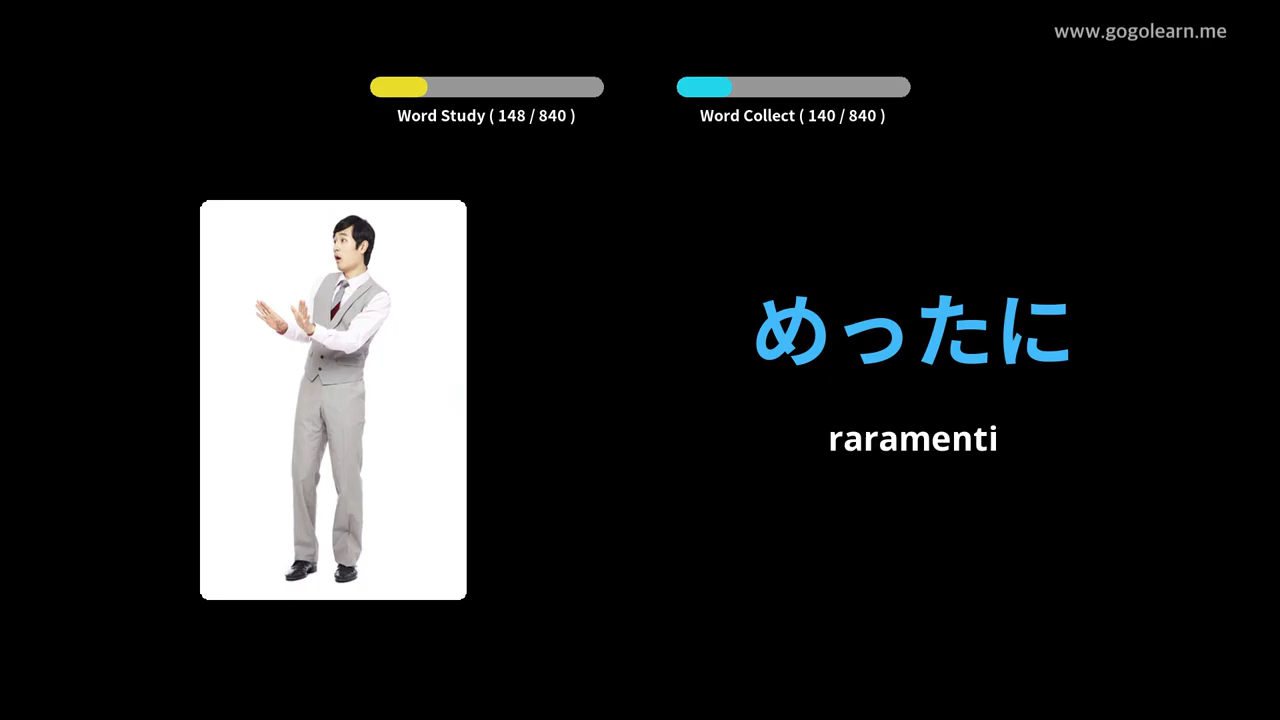 www.gogolearn.me
Word Study ( 148 / 840 )
Word Collect ( 140 / 840 )
めったに
raramenti